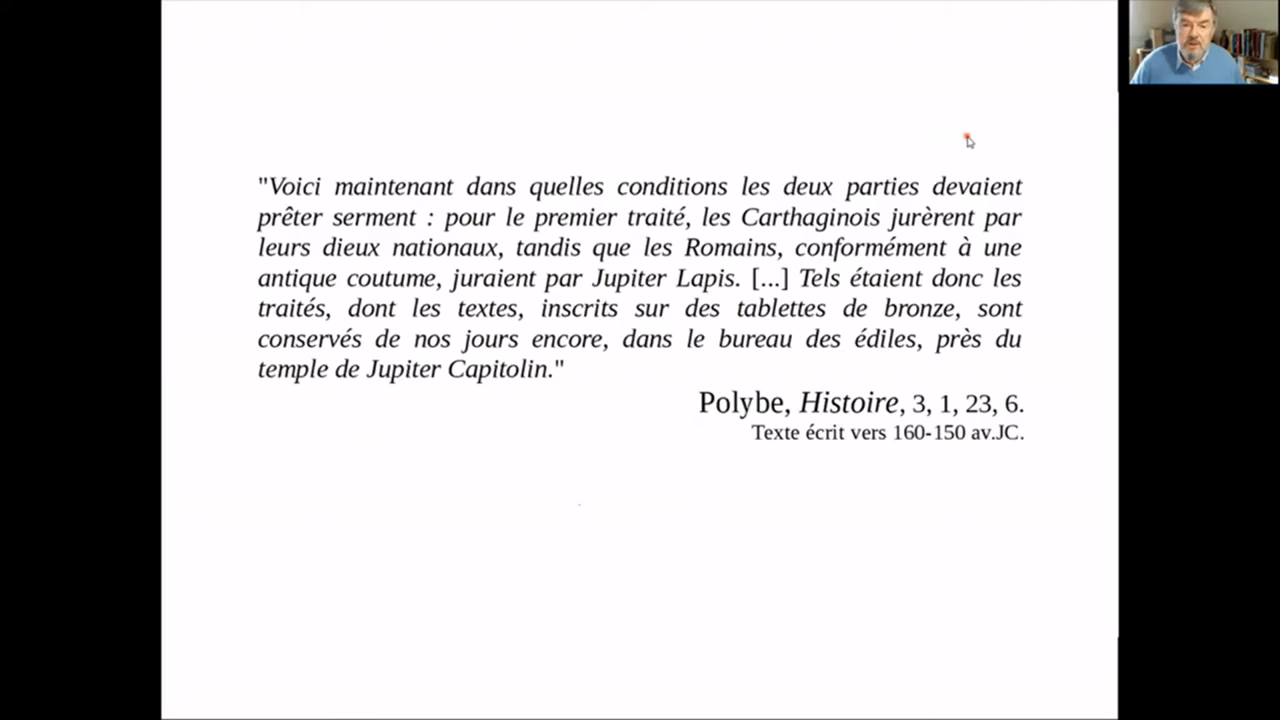 "Voici maintenant dans quelles conditions les deux parties devaient
prêter serment : pour le premier traité, les Carthaginois jurèrent par
leurs dieux nationaux, tandis que les Romains, conformément à une
antique coutume, juraient par Jupiter Lapis. [...] Tels étaient donc les
traités, dont les textes, inscrits sur des tablettes de bronze, sont
conservés de nos jours encore, dans le bureau des édiles, près du
temple de Jupiter Capitolin."
Polybe, Histoire, 3, 1, 23, 6.
Texte écrit vers 160-150 av.JC.